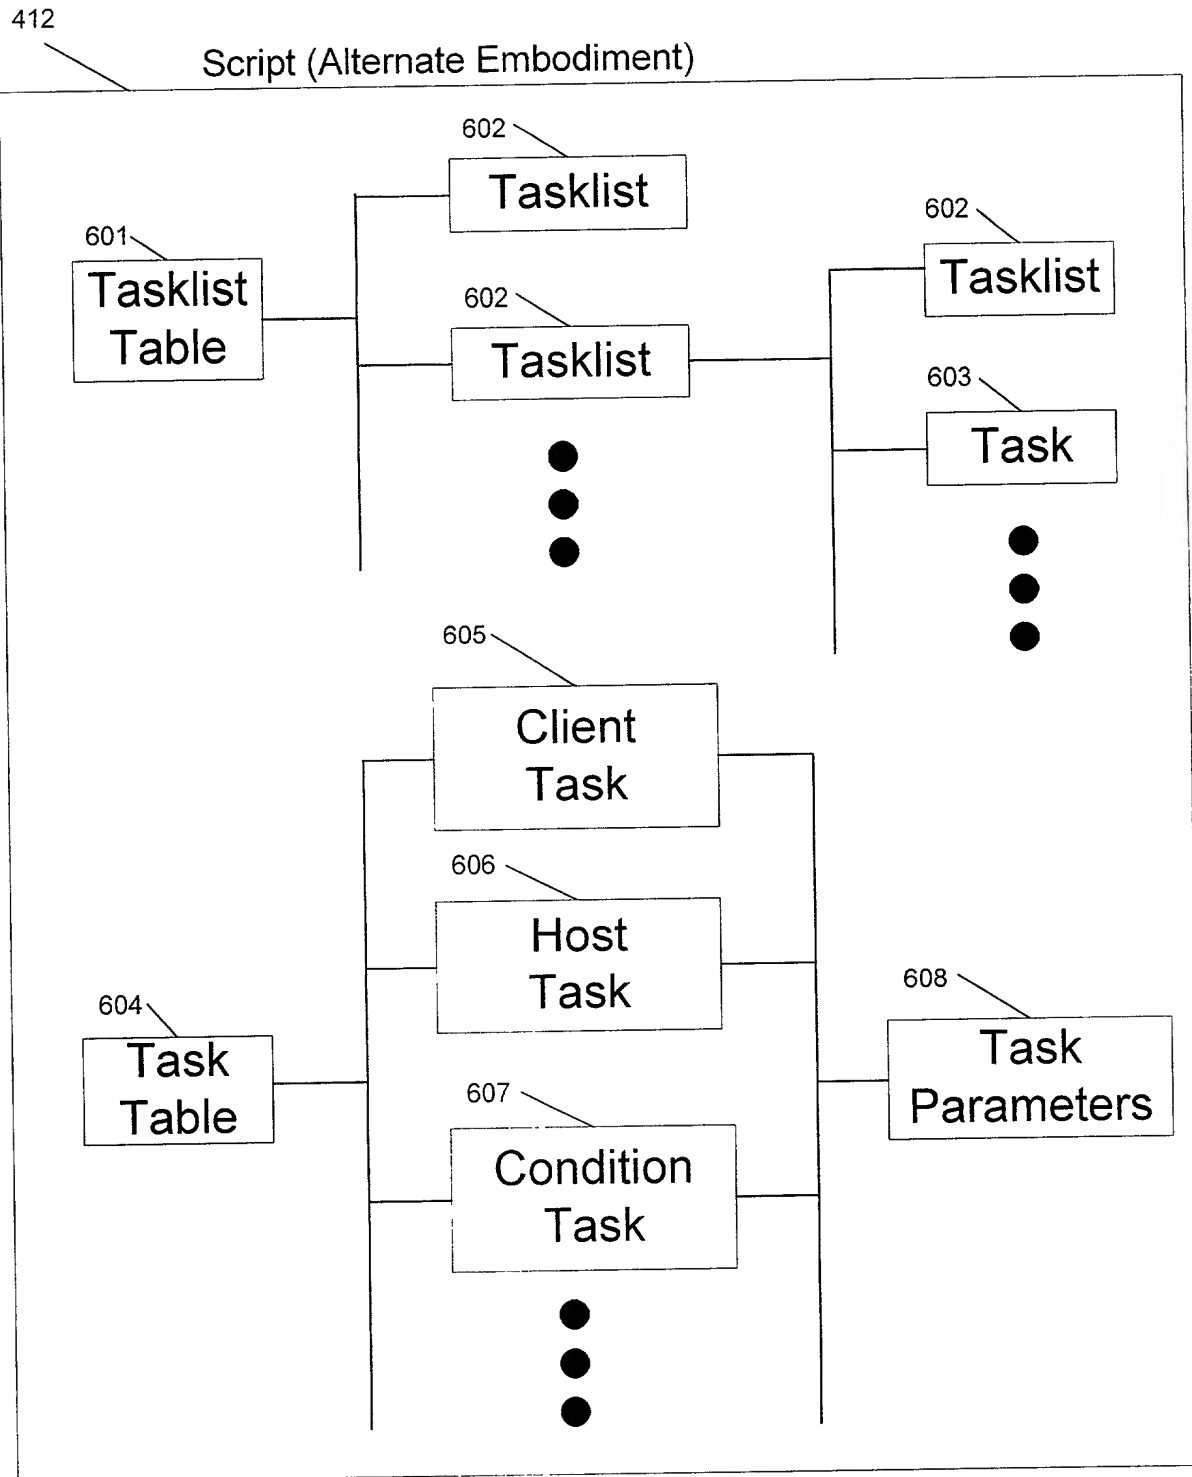 412
Script (Alternate Embodiment)
602
Tasklist
602
Tasklist
601
Tasklist
Table
602
Tasklist
603
Task
605
Client
Task
606
Host
Task
604
Task
Table
608
Task
Parameters
607
Condition
Task